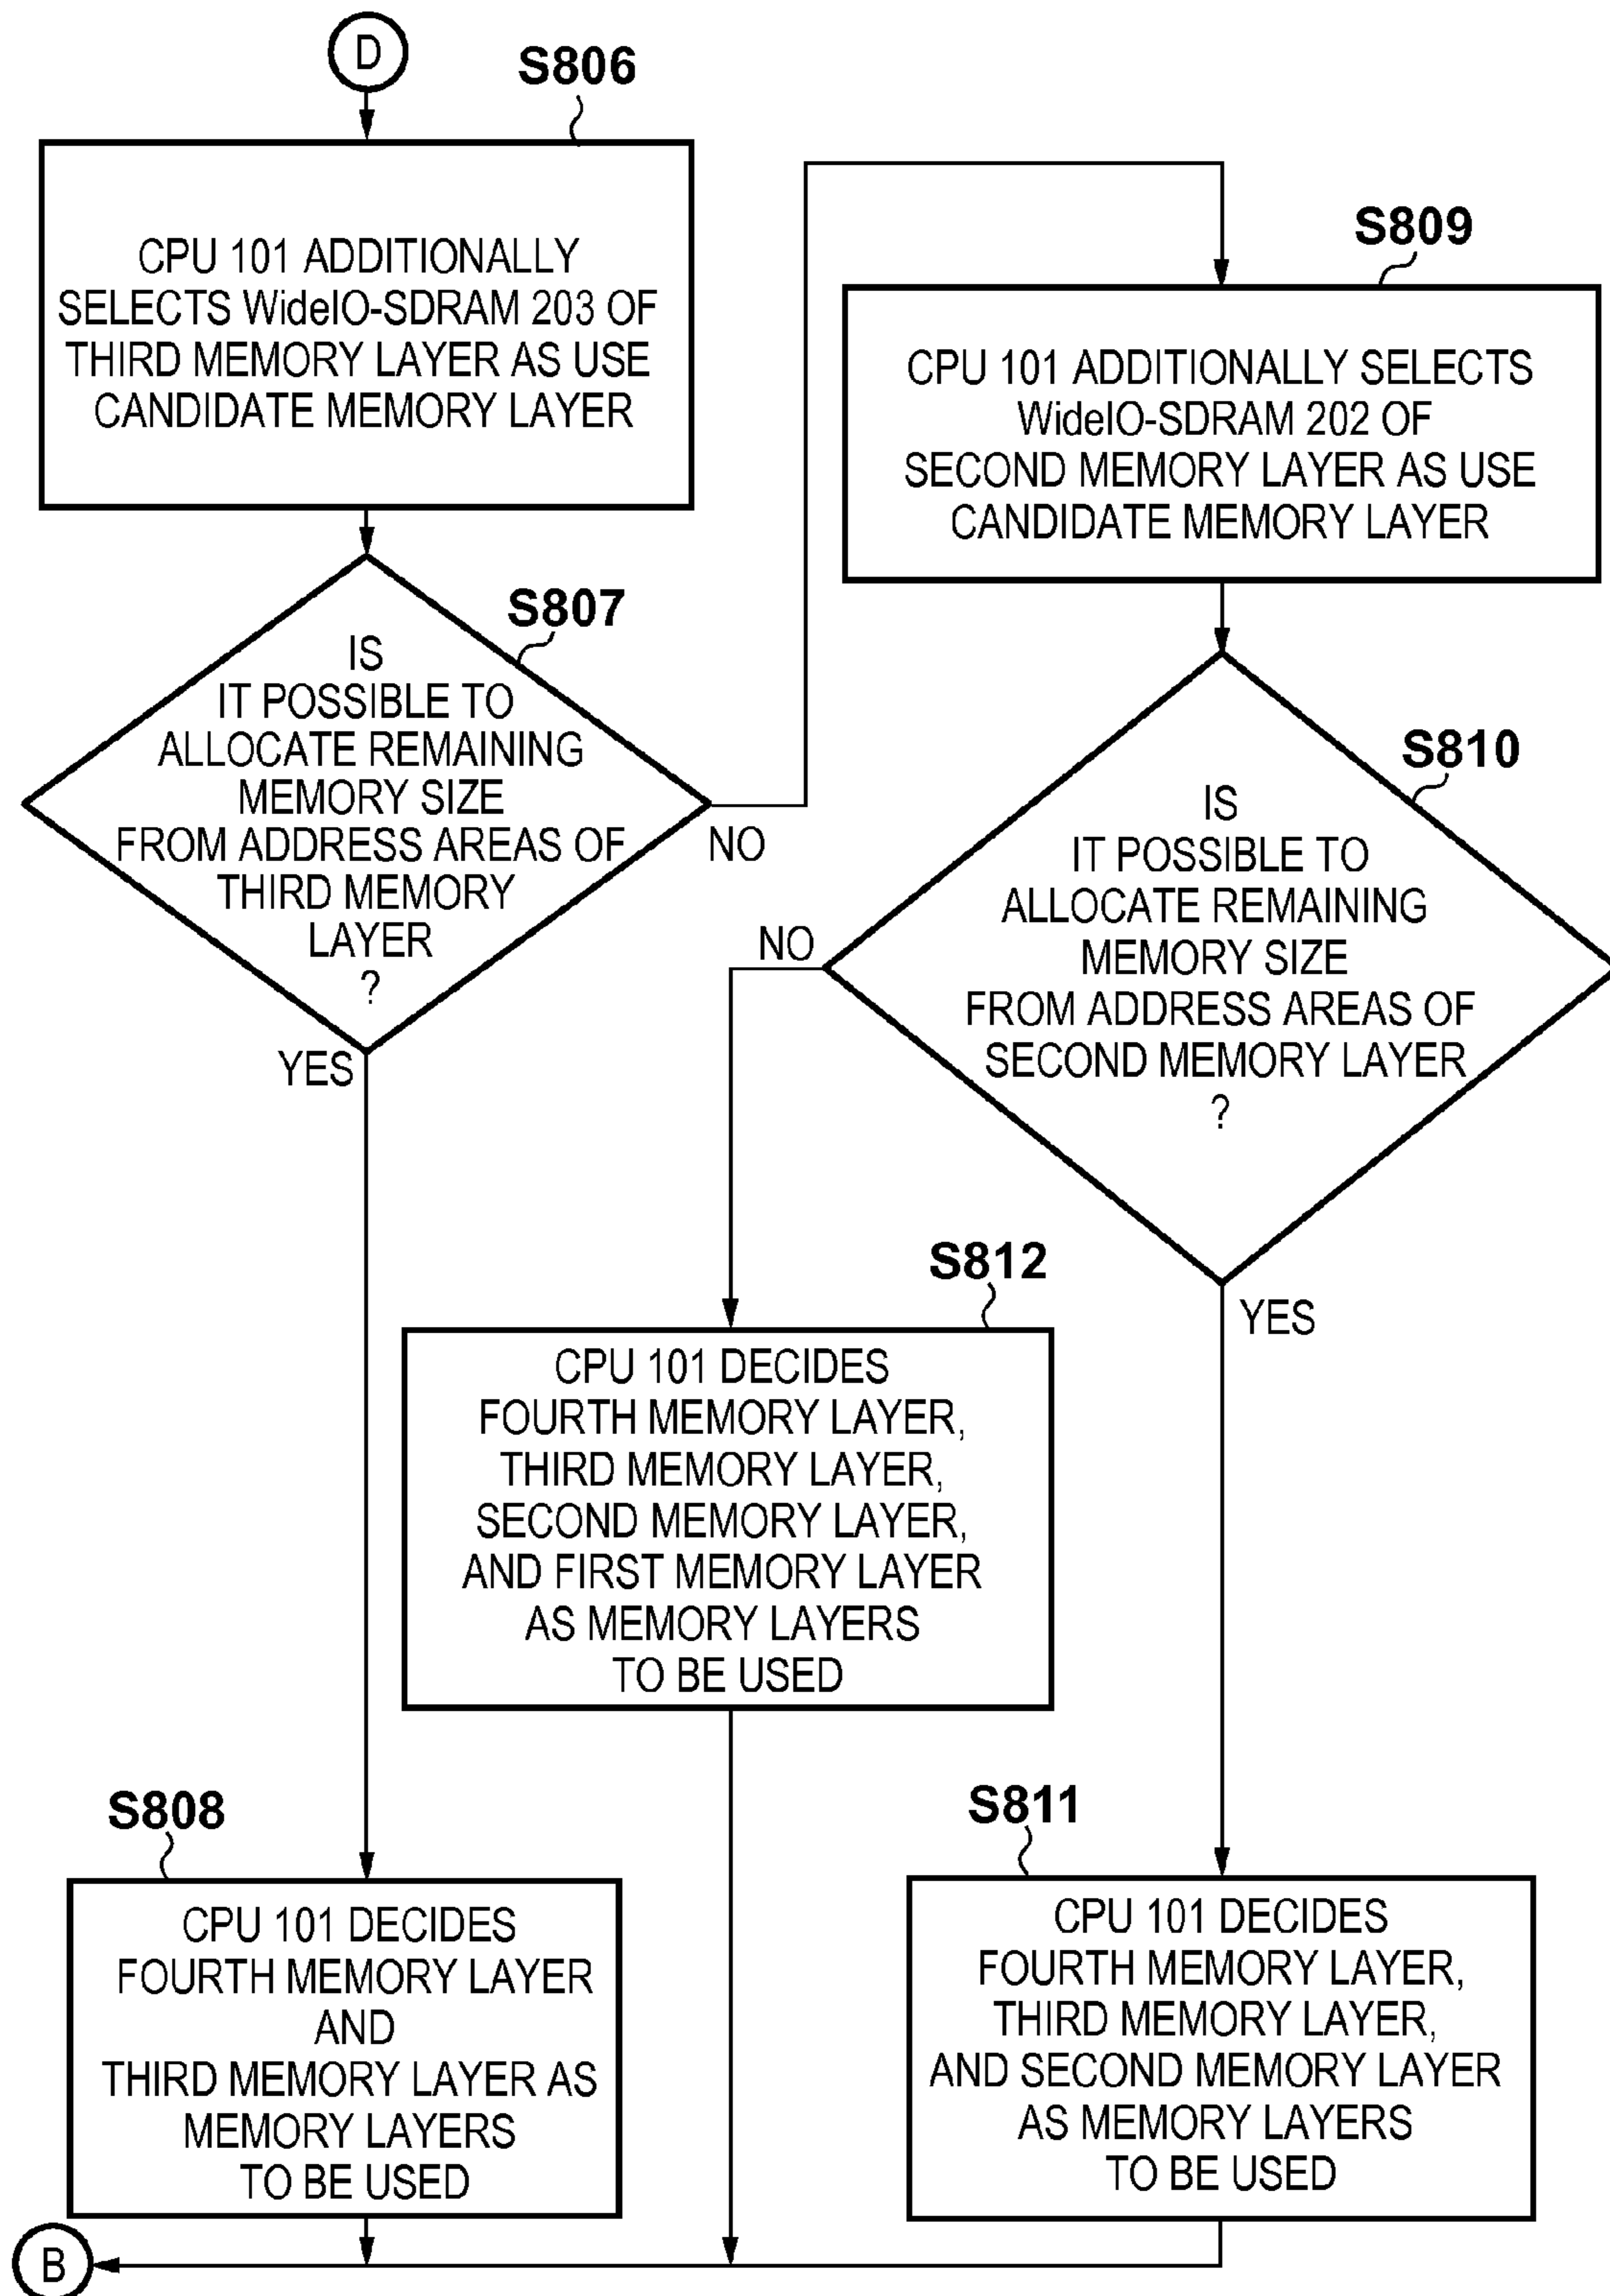 D
S806
CPU 101 ADDITIONALLY
SELECTS WideIO-SDRAM 203 OF
THIRD MEMORY LAYER AS USE
CANDIDATE MEMORY LAYER
S807
IS
IT POSSIBLE TO
ALLOCATE REMAINING
MEMORY SIZE
FROM ADDRESS AREAS OF
THIRD MEMORY
LAYER
?
NO
YES
S809
CPU 101 ADDITIONALLY SELECTS
WideIO-SDRAM 202 OF
SECOND MEMORY LAYER AS USE
CANDIDATE MEMORY LAYER
S810
IS
IT POSSIBLE TO
ALLOCATE REMAINING
MEMORY SIZE
FROM ADDRESS AREAS OF
SECOND MEMORY LAYER
?
NO
YES
S812
CPU 101 DECIDES
FOURTH MEMORY LAYER,
THIRD MEMORY LAYER,
SECOND MEMORY LAYER,
AND FIRST MEMORY LAYER
AS MEMORY LAYERS
TO BE USED
S808
CPU 101 DECIDES
FOURTH MEMORY LAYER
AND
THIRD MEMORY LAYER AS
MEMORY LAYERS
TO BE USED
S811
CPU 101 DECIDES
FOURTH MEMORY LAYER,
THIRD MEMORY LAYER,
AND SECOND MEMORY LAYER
AS MEMORY LAYERS
TO BE USED
B